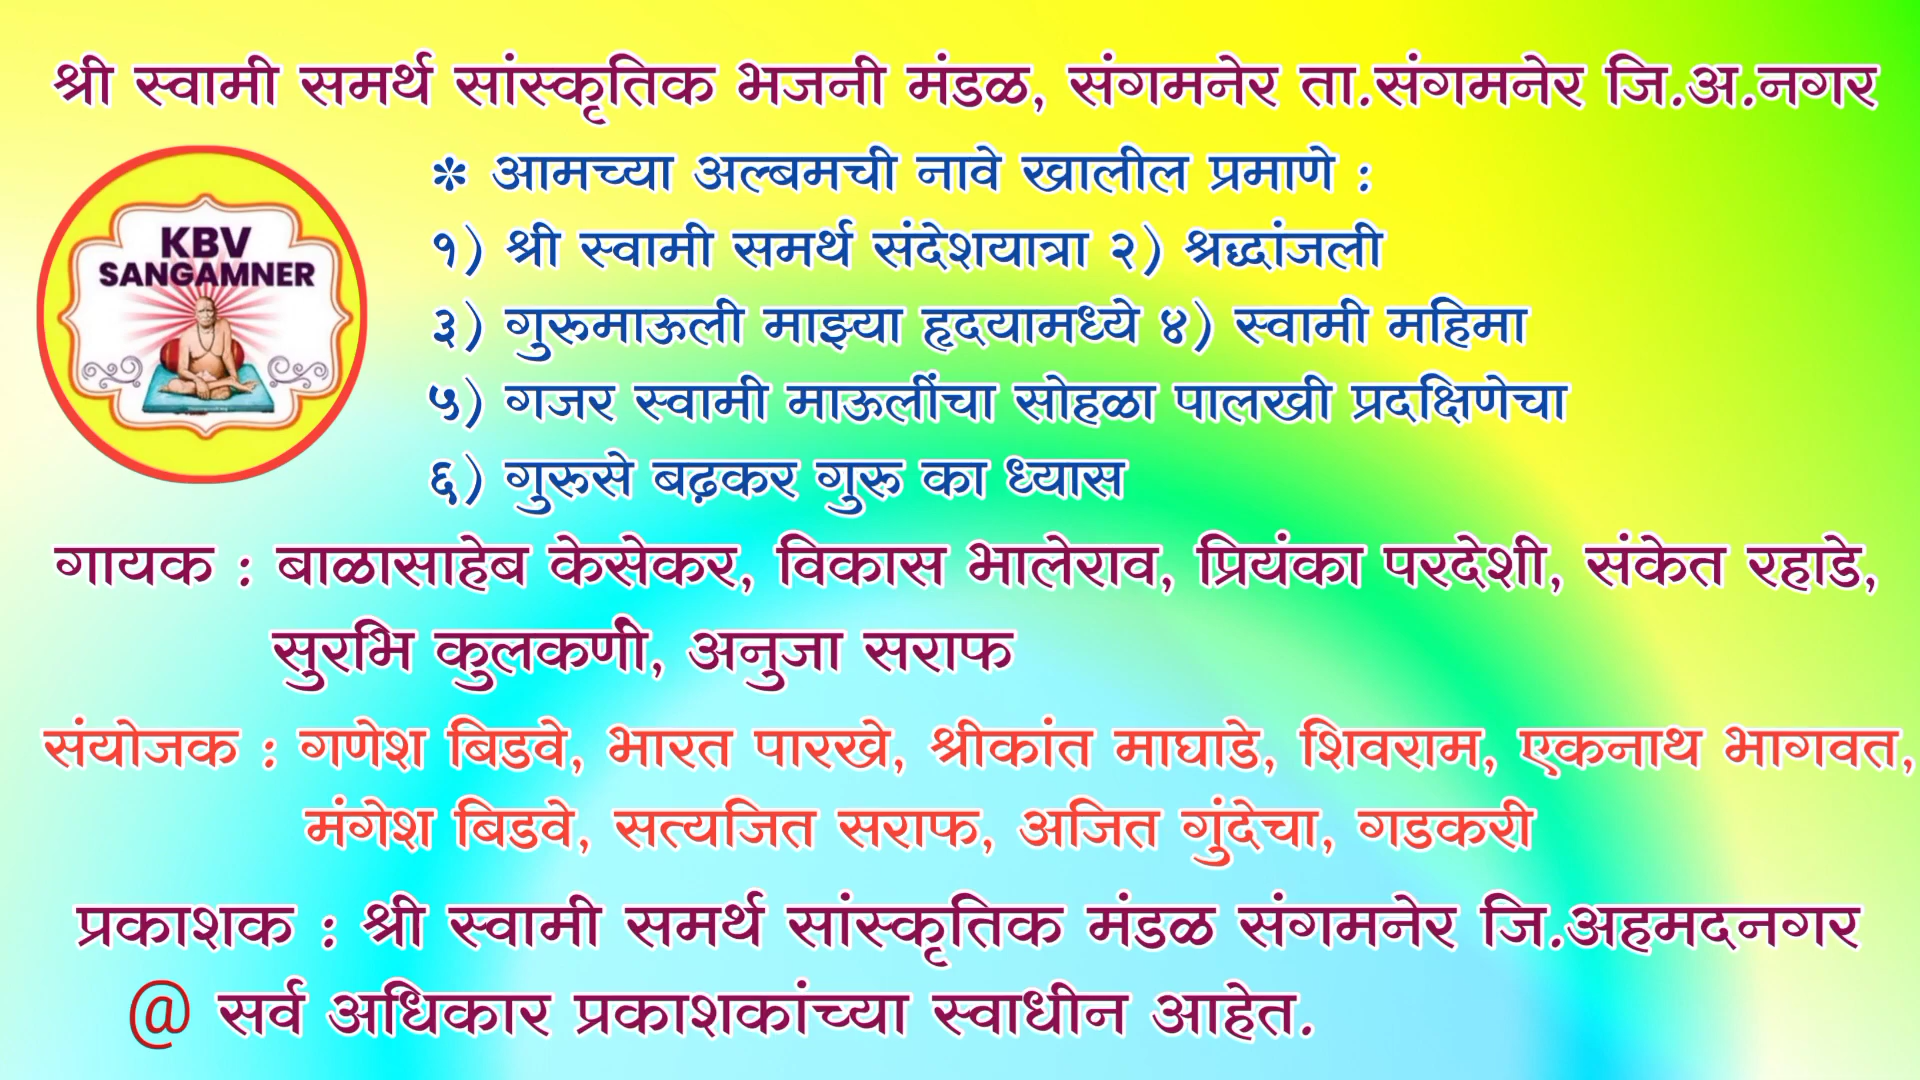 श्री स्वामी समर्थ सांस्कृतिक भजनी मंडळ, संगमनेर ता.संगमनेर जि.अ.नगर
KBV
SANGAMNER
* आमच्या अल्बमची नावे खालील प्रमाणे :
१) श्री स्वामी समर्थ संदेशयात्रा २) श्रद्धांजली
३) गुरूमाऊली माझ्या हृदयामध्ये ४) स्वामी महिमा
५) गजर स्वामी माऊलींचा सोहळा पालखी प्रदक्षिणेचा
६) गुरूसे बढ़कर गुरू का ध्यास
गायक : बाळासाहेब केसेकर, विकास भालेराव, प्रियंका परदेशी, संकेत रहाडे,
सुरभि कुलकर्णी, अनुजा सराफ
संयोजक : गणेश बिडवे, भारत पारखे, श्रीकांत माघाडे, शिवराम, एकनाथ भागवत,
मंगेश बिडवे, सत्यजित सराफ, अजित गुंदेचा, गडकरी
प्रकाशक : श्री स्वामी समर्थ सांस्कृतिक मंडळ संगमनेर जि.अहमदनगर
@ सर्व अधिकार प्रकाशकांच्या स्वाधीन आहेत.